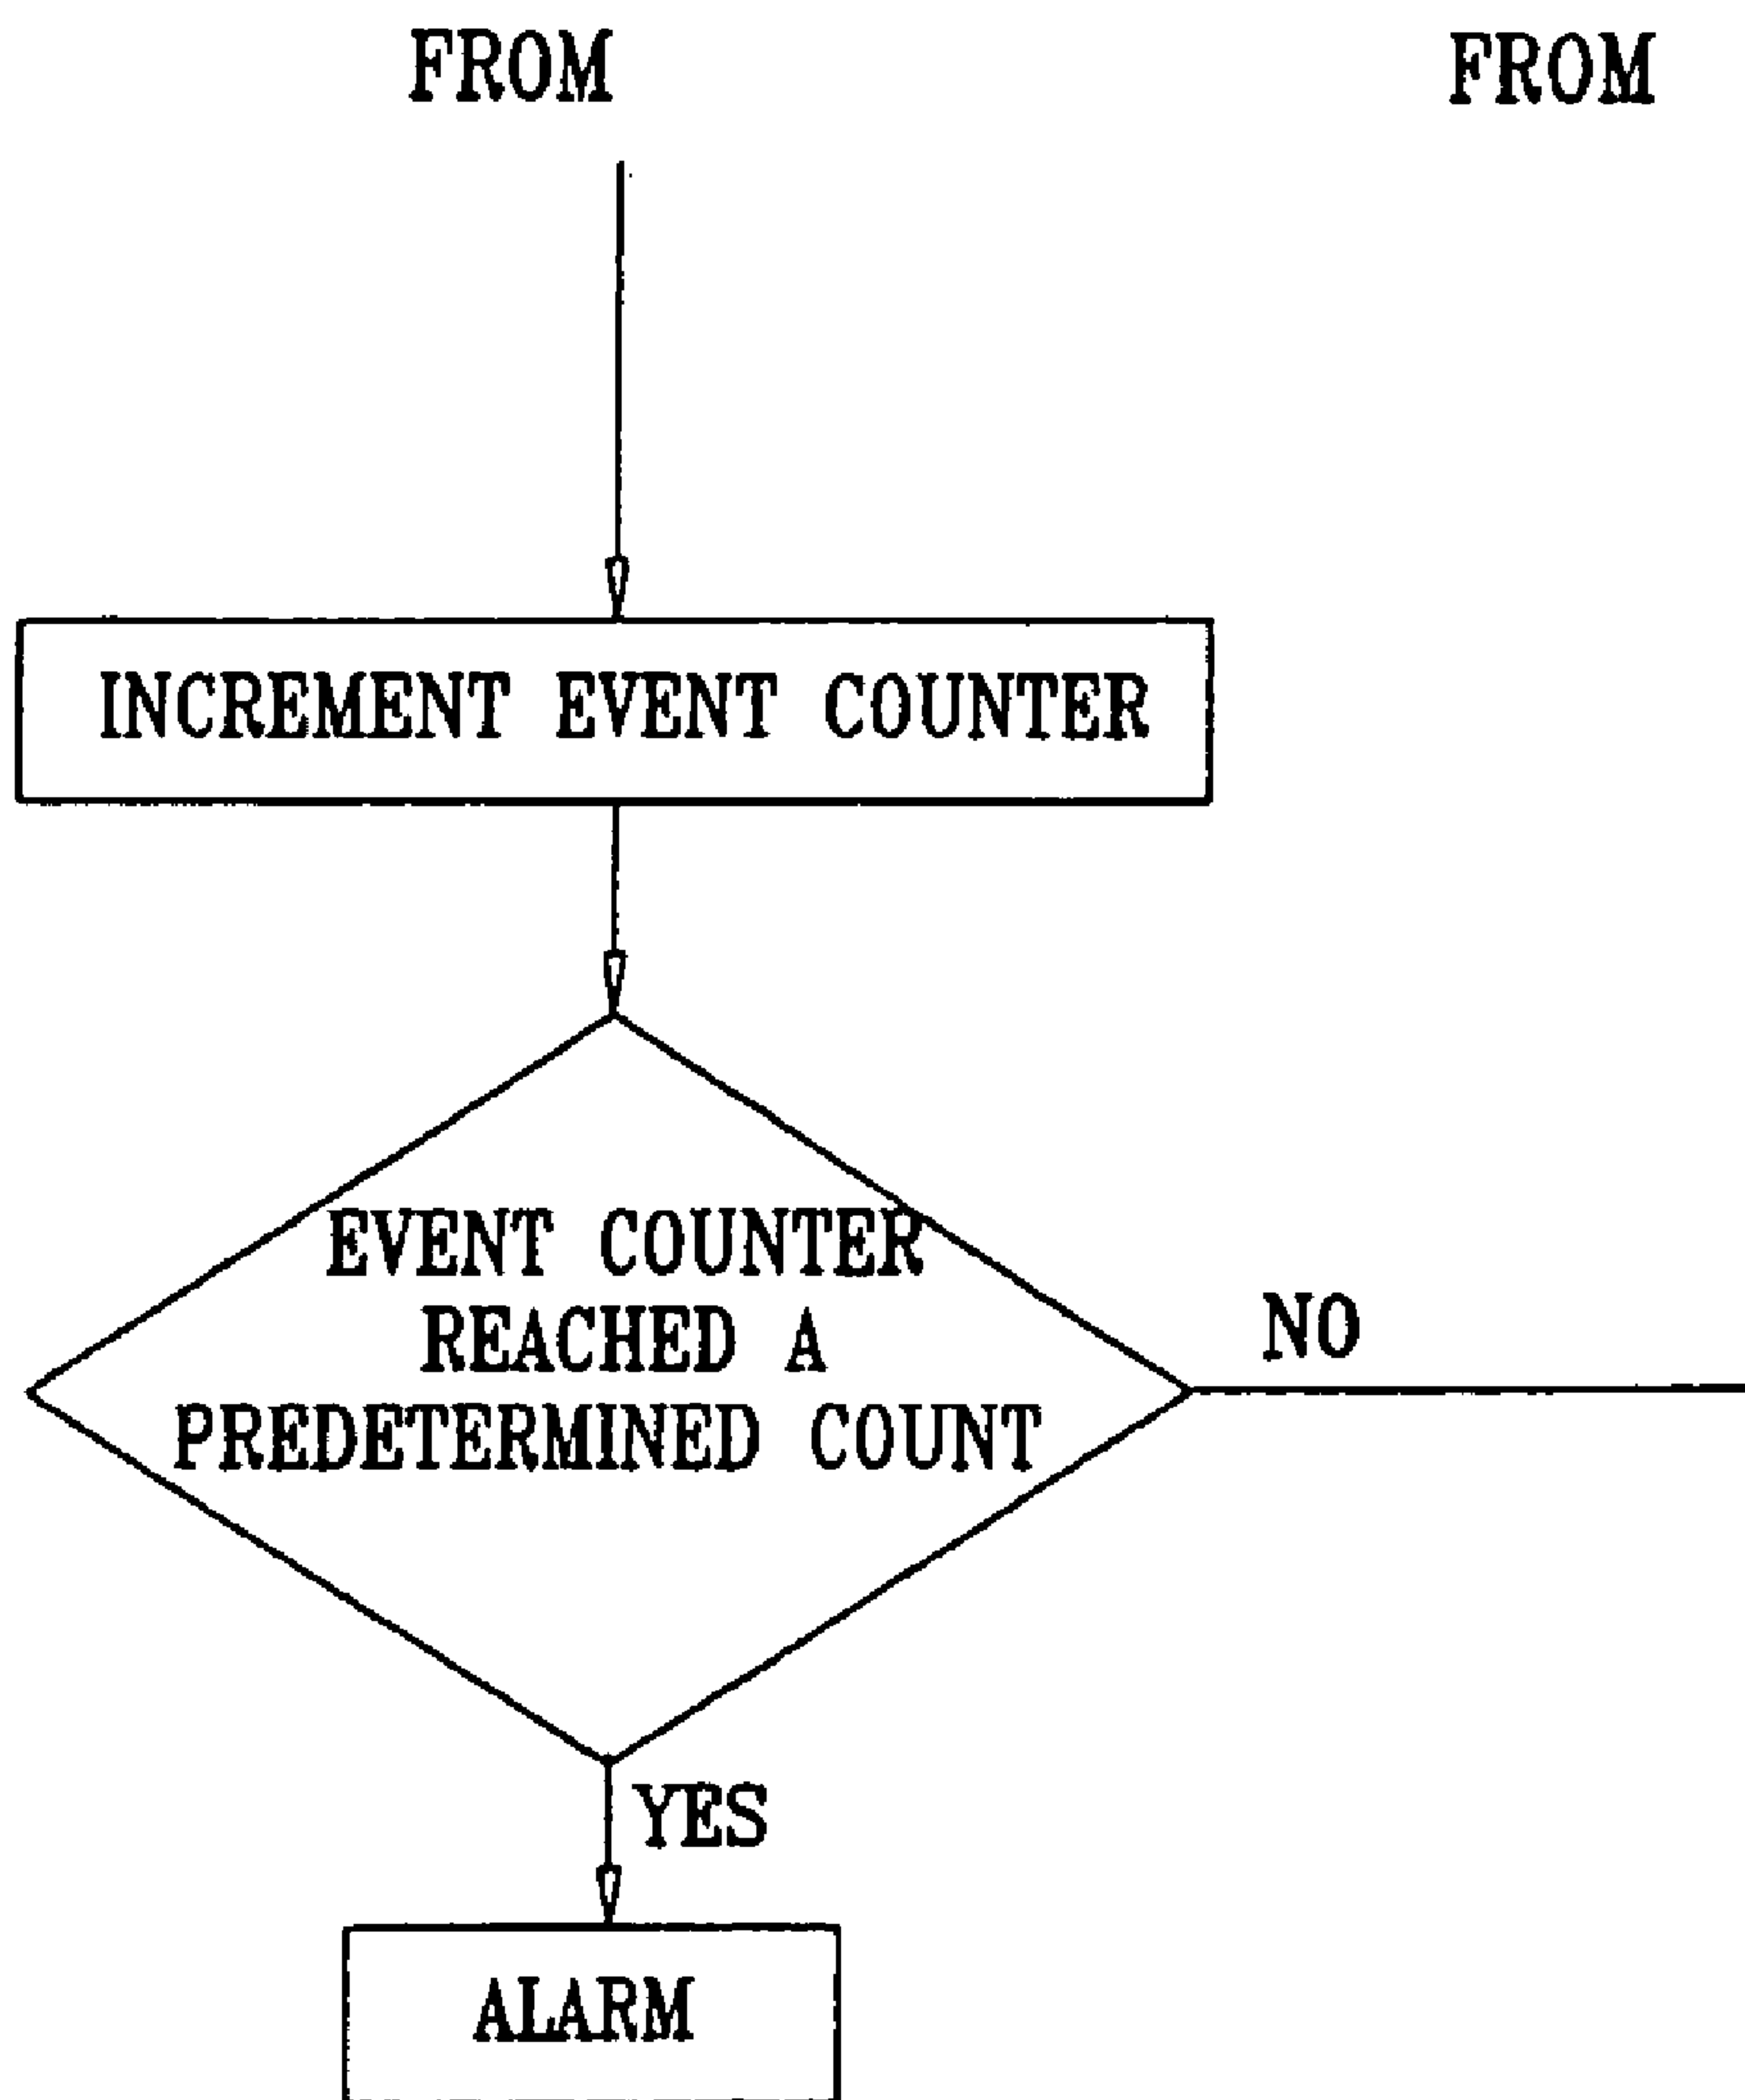 FROM FROM
INCREMENT EVENT COUNTER
EVENT COUNTER
REACHED A
PREDETERMINED COUNT
NO
YES
ALARM